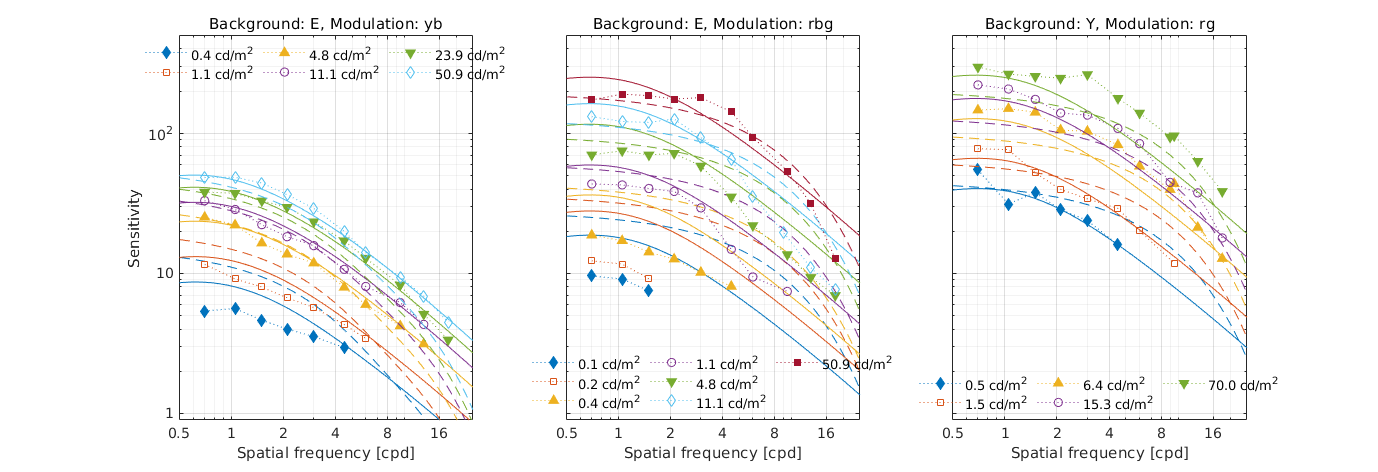 Background: E, Modulation: yb
0.4 cd/m²
4.8 cd/m²
23.9 cd/m²
1.1 cd/m²
11.1 cd/m²
50.9 cd/m²
10²
10
1
Sensitivity
0.5 1 2 4 8 16
Spatial frequency [cpd]
Background: E, Modulation: rbg
0.1 cd/m²
1.1 cd/m²
50.9 cd/m²
0.2 cd/m²
4.8 cd/m²
0.4 cd/m²
11.1 cd/m²
0.5 1 2 4 8 16
Spatial frequency [cpd]
Background: Y, Modulation: rg
0.5 cd/m²
6.4 cd/m²
70.0 cd/m²
1.5 cd/m²
15.3 cd/m²
0.5 1 2 4 8 16
Spatial frequency [cpd]